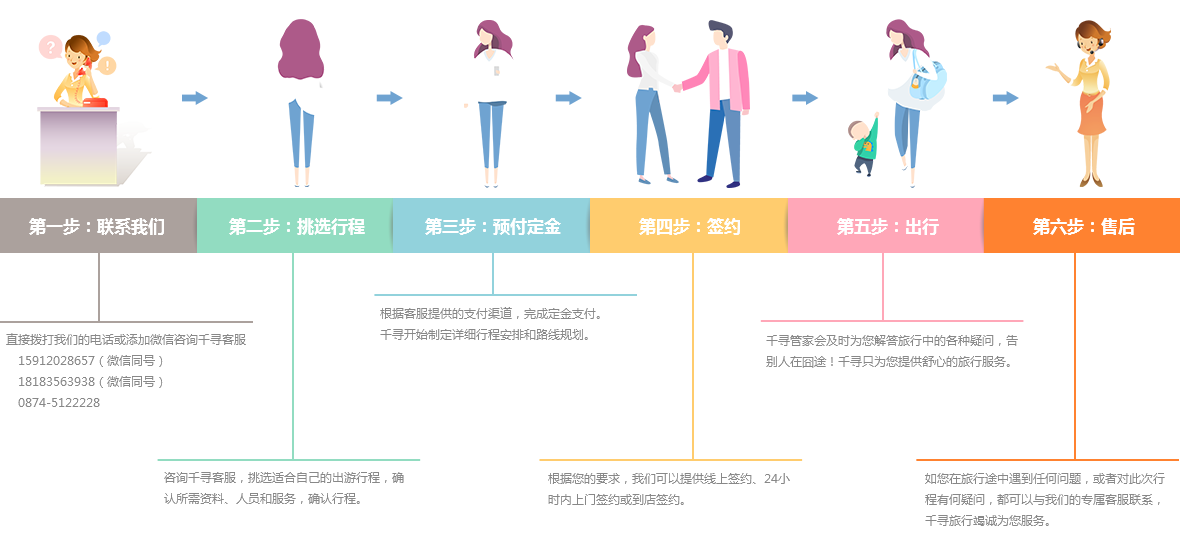 ?
!
第一步：联系我们
第二步：挑选行程
第三步：预付定金
第四步：签约
第五步：出行
第六步：售后
直接拨打我们的电话或添加微信咨询千寻客服
15912028657（微信同号）
18183563938（微信同号）
0874-5122228
咨询千寻客服，挑选适合自己的出游行程，确
认所需资料、人员和服务，确认行程。
根据客服提供的支付渠道，完成定金支付。
千寻开始制定详细行程安排和路线规划。
根据您的要求，我们可以提供线上签约、24小
时内上门签约或到店签约。
千寻管家会及时为您解答旅行中的各种疑问，告
别人在囧途！千寻只为您提供舒心的旅行服务。
如您在旅行途中遇到任何问题，或者对此次行
程有何疑问，都可以与我们的专属客服联系，
千寻旅行竭诚为您服务。